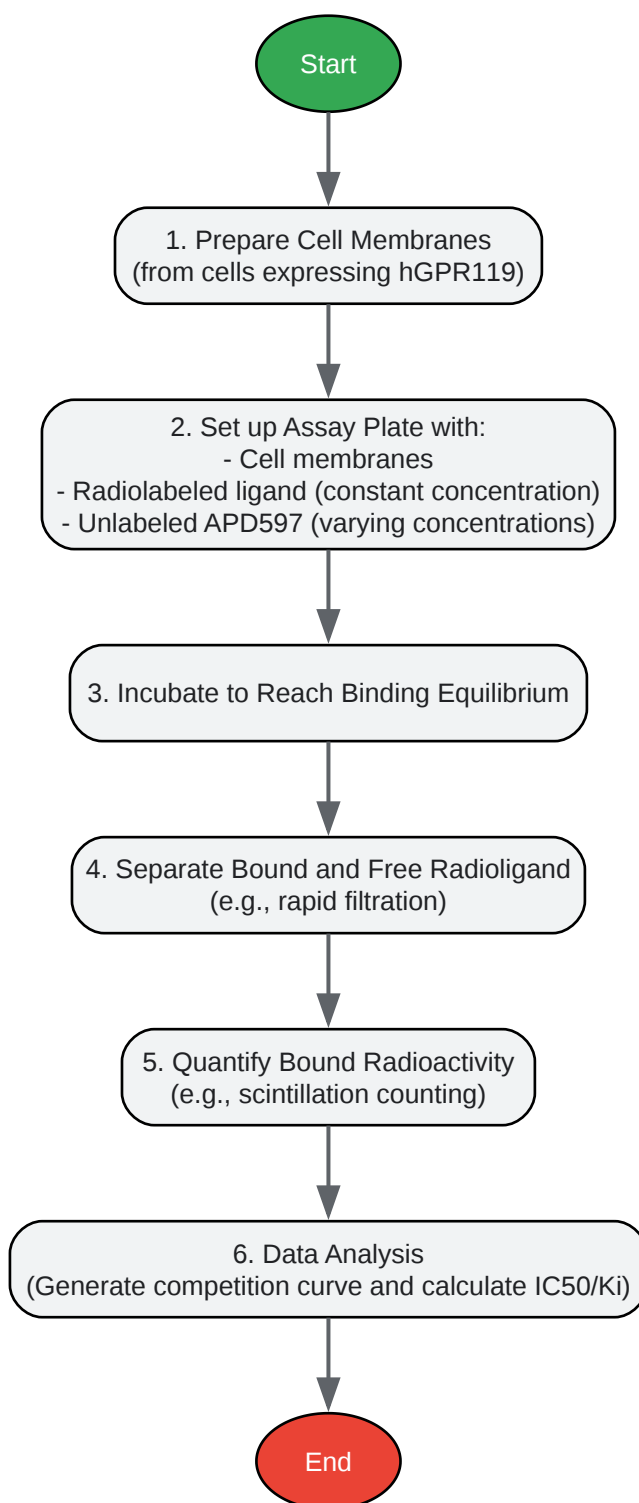 Start
1. Prepare Cell Membranes
(from cells expressing hGPR119)
2. Set up Assay Plate with:
- Cell membranes
- Radiolabeled ligand (constant concentration)
- Unlabeled APD597 (varying concentrations)
3. Incubate to Reach Binding Equilibrium
4. Separate Bound and Free Radioligand
(e.g., rapid filtration)
5. Quantify Bound Radioactivity
(e.g., scintillation counting)
6. Data Analysis
(Generate competition curve and calculate IC50/Ki)
End